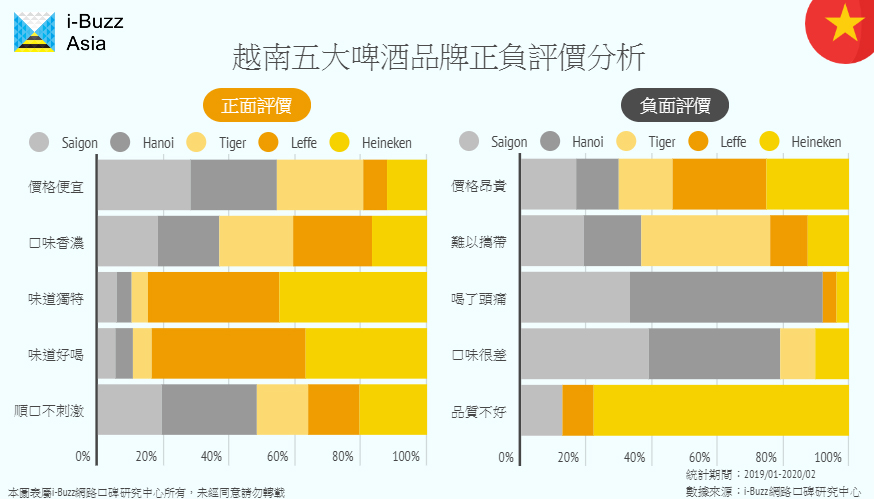 i-Buzz
Asia
越南五大啤酒品牌正負評價分析
正面評價
Saigon Hanoi Tiger Leffe Heineken
價格便宜
口味香濃
味道獨特
味道好喝
順口不刺激
0% 20% 40% 60% 80% 100%
負面評價
Saigon Hanoi Tiger Leffe Heineken
價格昂貴
難以攜帶
喝了頭痛
口味很差
品質不好
0% 20% 40% 60% 80% 100%
統計期間：2019/01-2020/02
本圖表屬i-Buzz網路口碑研究中心所有，未經同意請勿轉載
數據來源：i-Buzz網路口碑研究中心